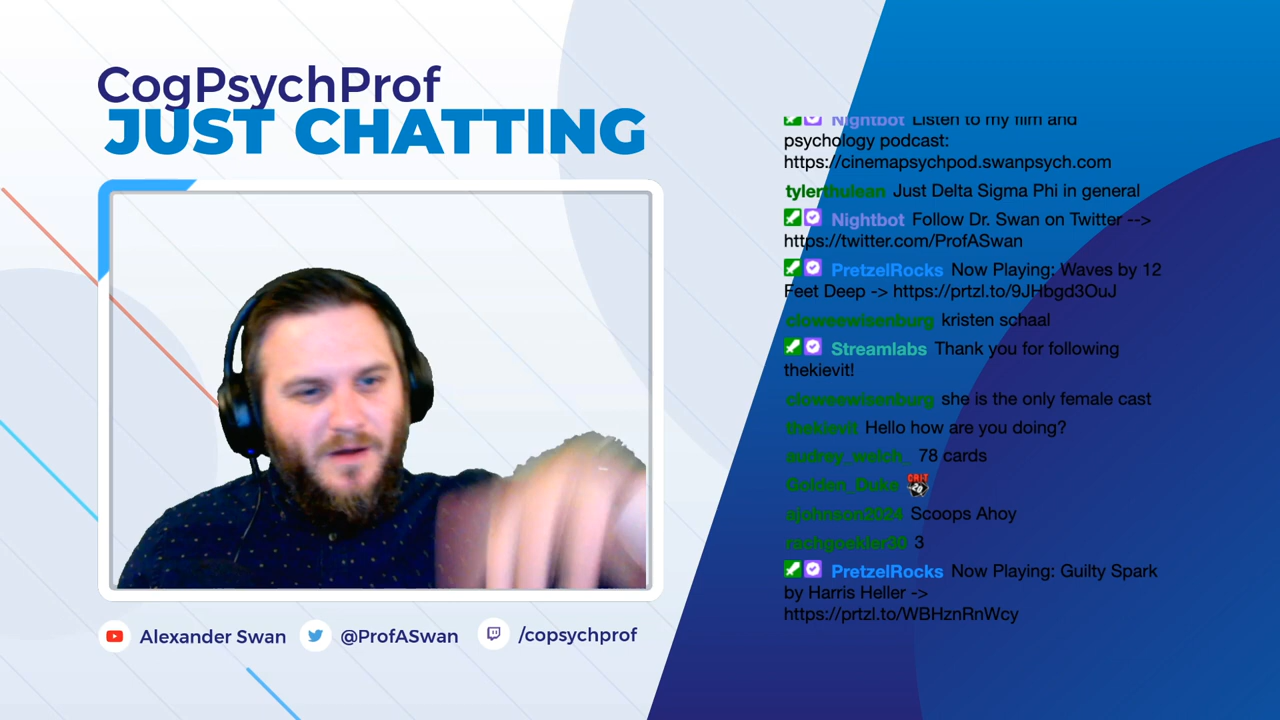 CogPsychProf
JUST CHATTING
Alexander Swan
@ProfASwan
/copsychprof
Nightbot Listen to my film and
psychology podcast:
https://cinemapsychpod.swanpsych.com
tylerthulean Just Delta Sigma Phi in general
Nightbot Follow Dr. Swan on Twitter -->
https://twitter.com/ProfASwan
PretzelRocks Now Playing: Waves by 12
Feet Deep -> https://prtzl.to/9JHbgd3OuJ
cloweewisenburg kristen schaal
Streamlabs Thank you for following
thekievit!
cloweewisenburg she is the only female cast
thekievit Hello how are you doing?
audrey_welch_ 78 cards
Golden_Duke CRIT
ajohnson2024 Scoops Ahoy
rachgoekler30 3
PretzelRocks Now Playing: Guilty Spark
by Harris Heller ->
https://prtzl.to/WBHznRnWcy